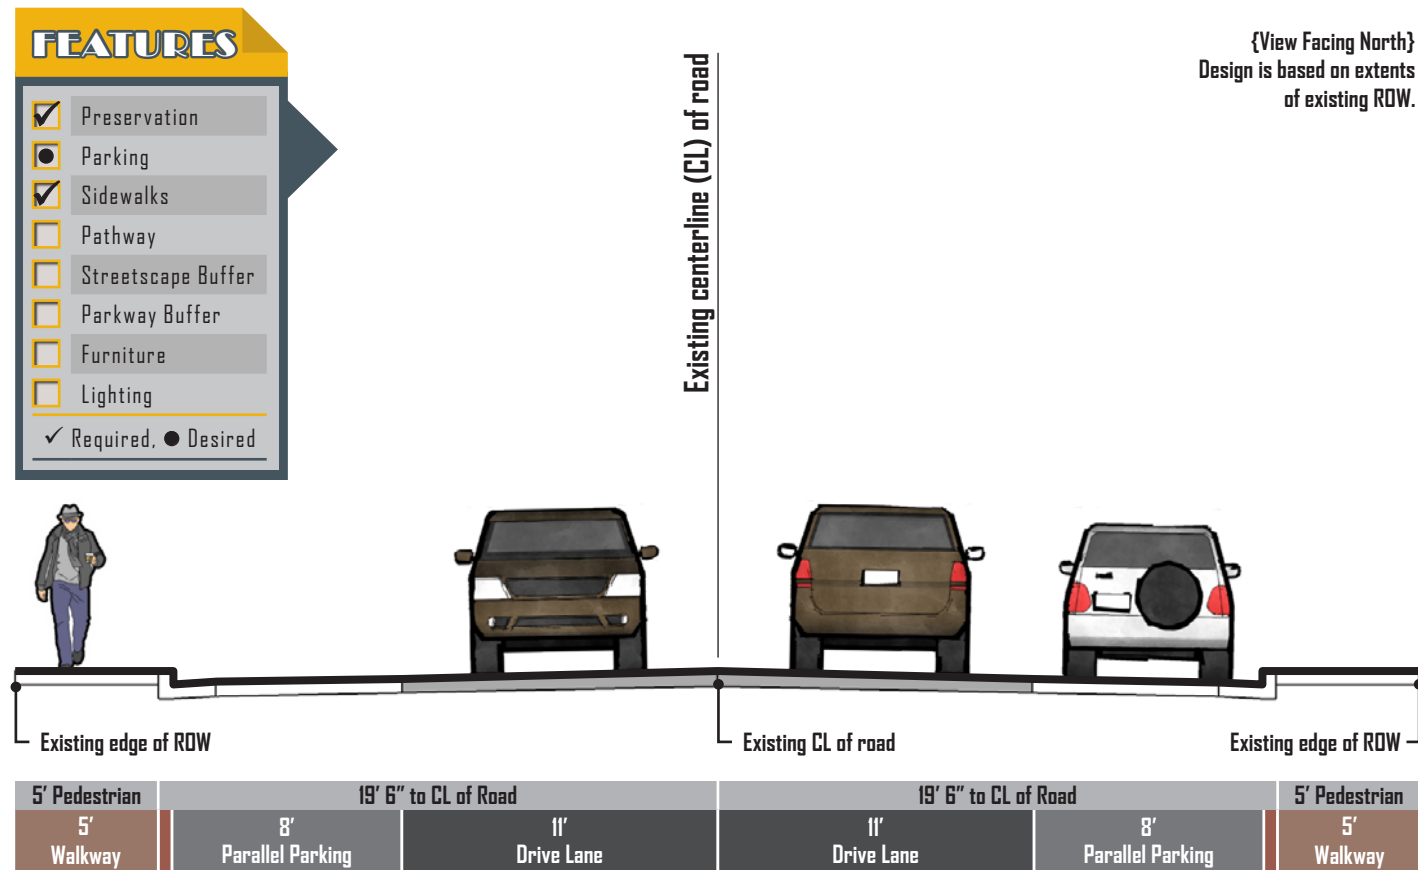 FEATURES
Preservation
Parking
Sidewalks
Pathway
Streetscape Buffer
Parkway Buffer
Furniture
Lighting
✓ Required, ● Desired
{View Facing North}
Design is based on extents
of existing ROW.
Existing centerline (CL) of road
Existing edge of ROW
Existing CL of road
Existing edge of ROW
5' Pedestrian
19' 6" to CL of Road
19' 6" to CL of Road
5' Pedestrian
5'
Walkway
8'
Parallel Parking
11'
Drive Lane
11'
Drive Lane
8'
Parallel Parking
5'
Walkway